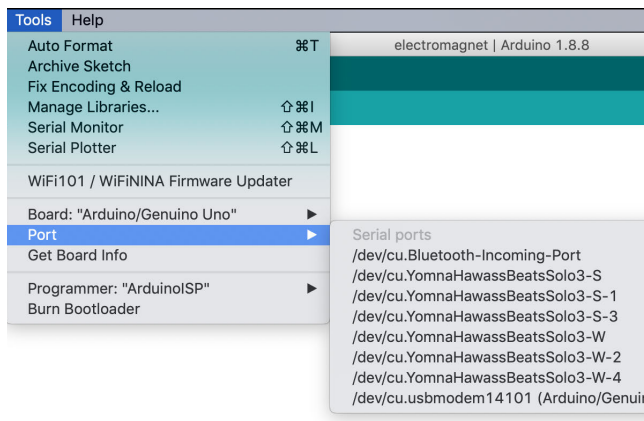 Tools Help
electromagnet | Arduino 1.8.8
Auto Format ⌘T
Archive Sketch
Fix Encoding & Reload
Manage Libraries... ⇧⌘I
Serial Monitor ⇧⌘M
Serial Plotter ⇧⌘L
WiFi101 / WiFiNINA Firmware Updater
Board: "Arduino/Genuino Uno" ▶
Port ▶
Get Board Info
Programmer: "ArduinoISP" ▶
Burn Bootloader
Serial ports
/dev/cu.Bluetooth-Incoming-Port
/dev/cu.YomnaHawassBeatsSolo3-S
/dev/cu.YomnaHawassBeatsSolo3-S-1
/dev/cu.YomnaHawassBeatsSolo3-S-3
/dev/cu.YomnaHawassBeatsSolo3-W
/dev/cu.YomnaHawassBeatsSolo3-W-2
/dev/cu.YomnaHawassBeatsSolo3-W-4
/dev/cu.usbmodem14101 (Arduino/Genui